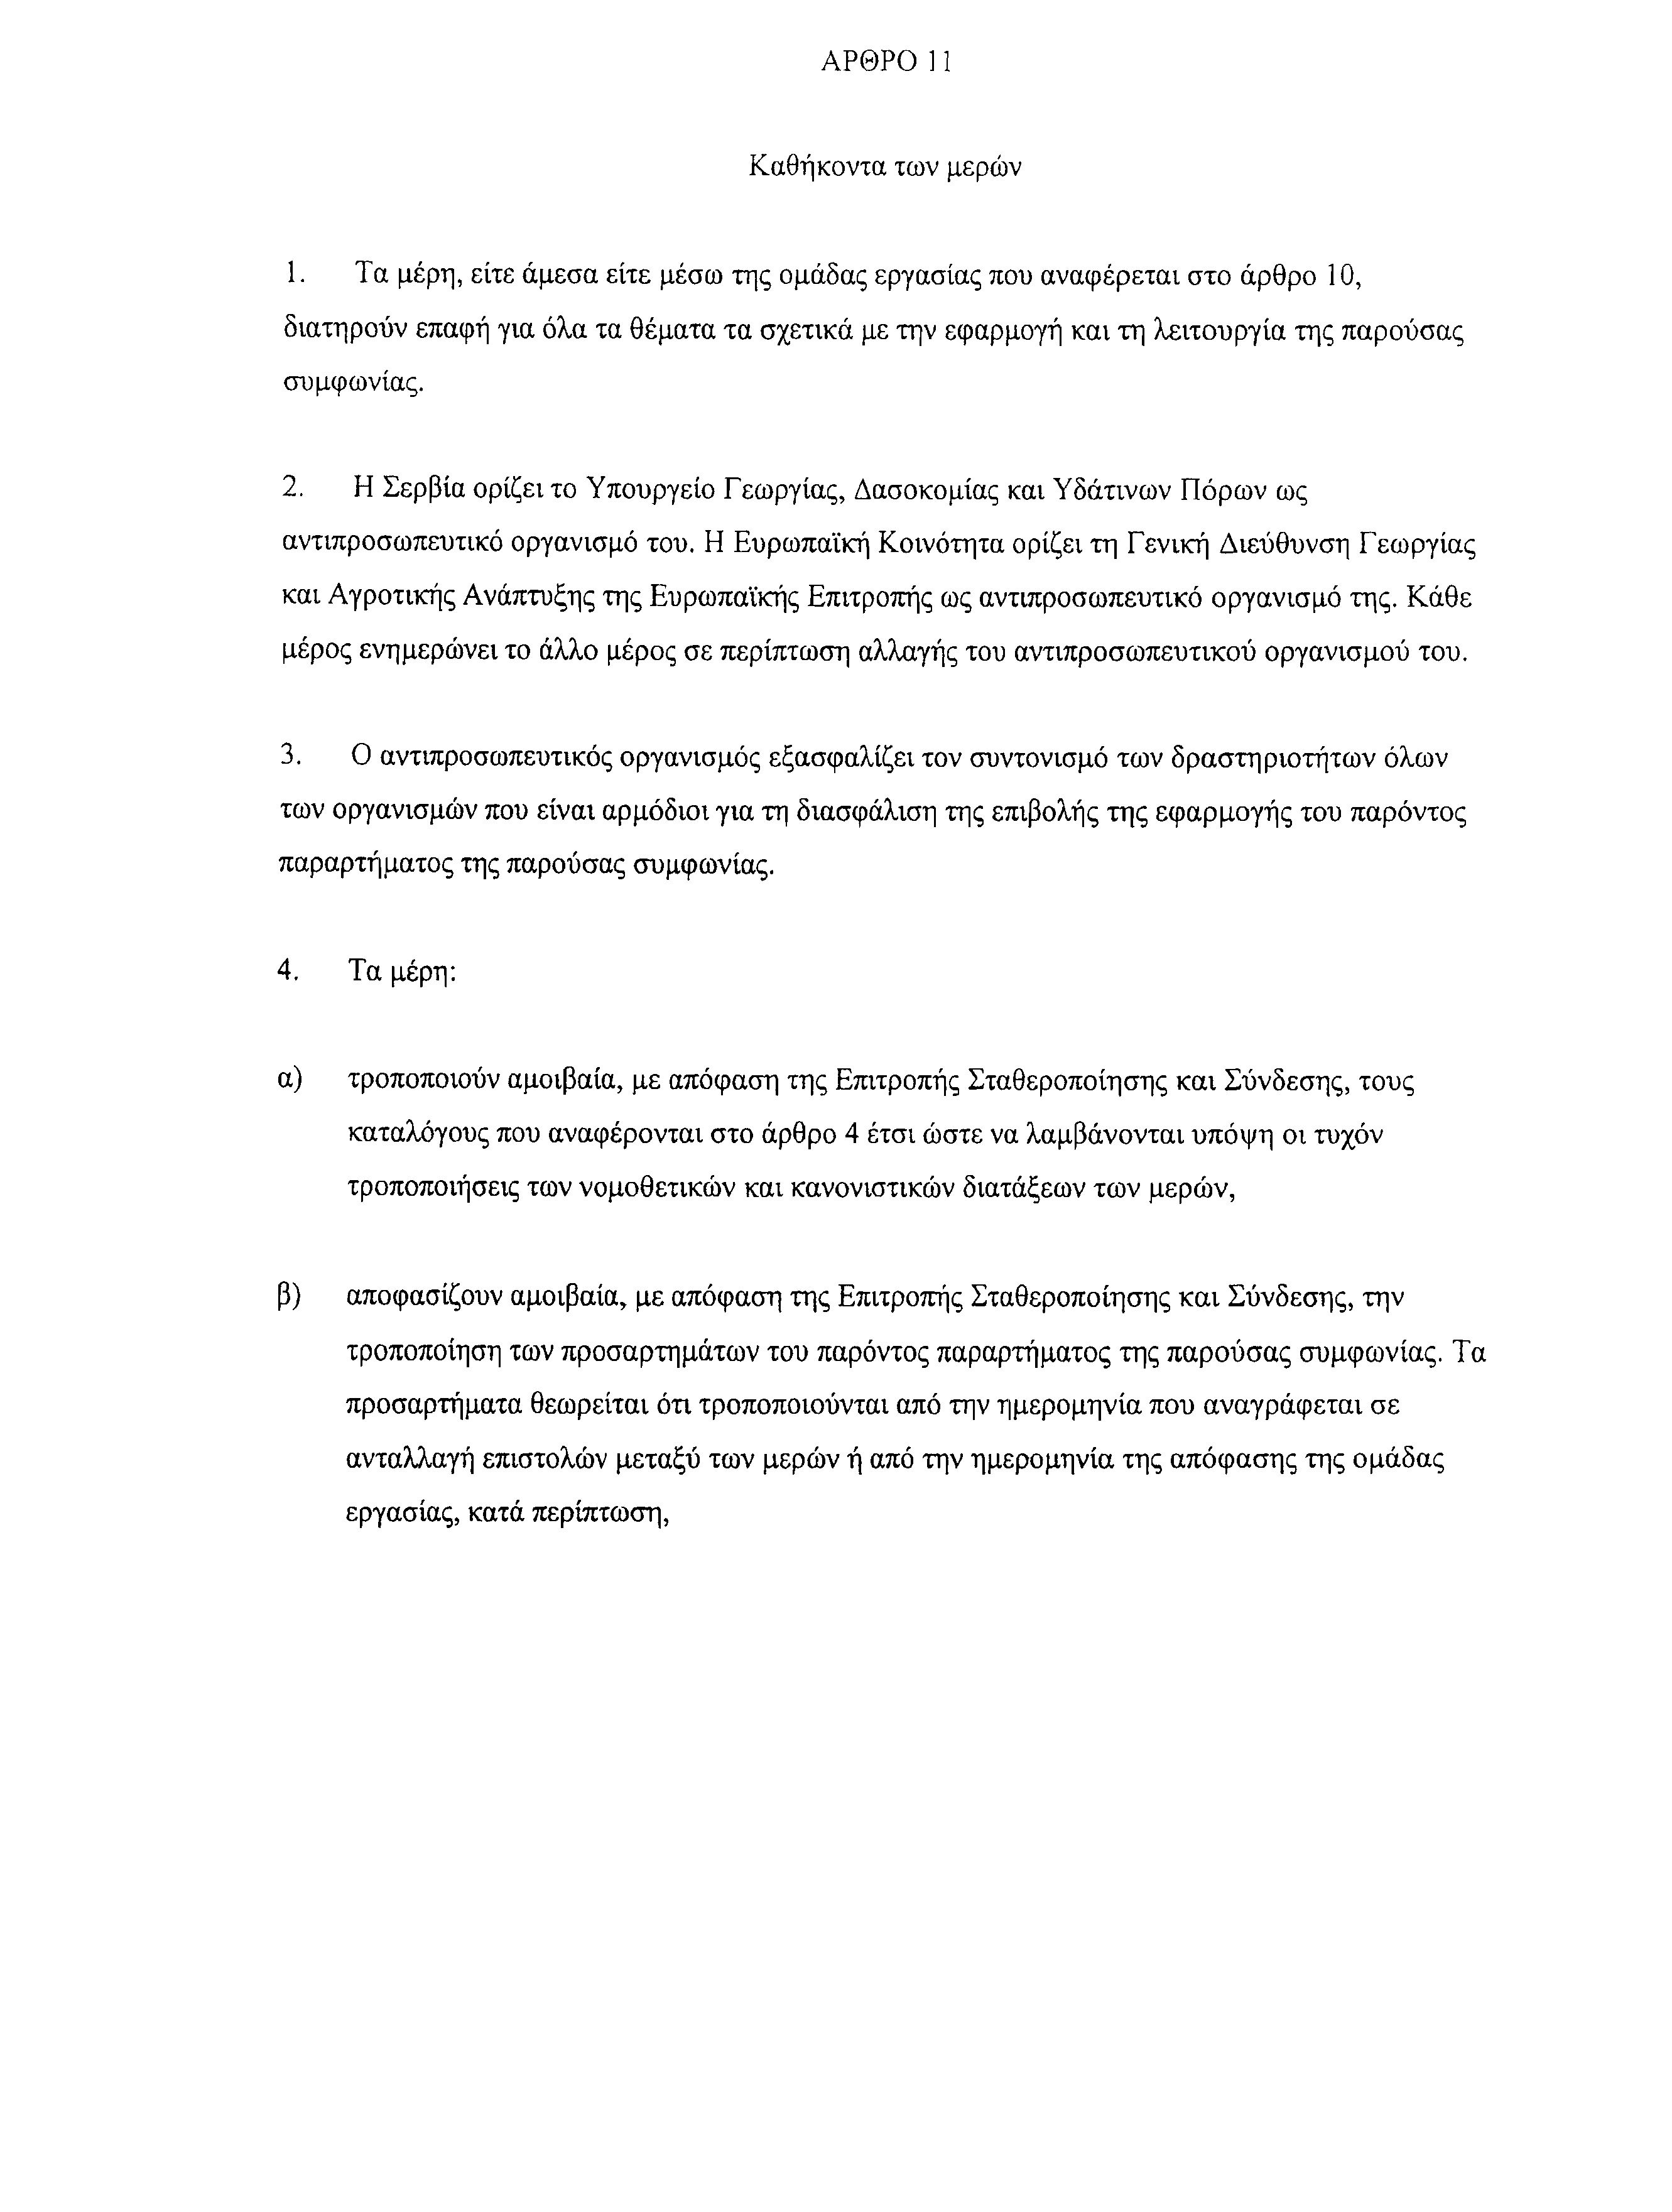 ΑΡΘΡΟ 11
Καθήκοντα των μερών
1. Τα μέρη, είτε άμεσα είτε μέσω της ομάδας εργασίας που αναφέρεται στο άρθρο 10,
διατηρούν επαφή για όλα τα θέματα τα σχετικά με την εφαρμογή και τη λειτουργία της παρούσας
συμφωνίας.
2. Η Σερβία ορίζει το Υπουργείο Γεωργίας, Δασοκομίας και Υδάτινων Πόρων ως
αντιπροσωπευτικό οργανισμό του. Η Ευρωπαϊκή Κοινότητα ορίζει τη Γενική Διεύθυνση Γεωργίας
και Αγροτικής Ανάπτυξης της Ευρωπαϊκής Επιτροπής ως αντιπροσωπευτικό οργανισμό της. Κάθε
μέρος ενημερώνει το άλλο μέρος σε περίπτωση αλλαγής του αντιπροσωπευτικού οργανισμού του.
3. Ο αντιπροσωπευτικός οργανισμός εξασφαλίζει τον συντονισμό των δραστηριοτήτων όλων
των οργανισμών που είναι αρμόδιοι για τη διασφάλιση της επιβολής της εφαρμογής του παρόντος
παραρτήματος της παρούσας συμφωνίας.
4. Τα μέρη:
α) τροποποιούν αμοιβαία, με απόφαση της Επιτροπής Σταθεροποίησης και Σύνδεσης, τους
καταλόγους που αναφέρονται στο άρθρο 4 έτσι ώστε να λαμβάνονται υπόψη οι τυχόν
τροποποιήσεις των νομοθετικών και κανονιστικών διατάξεων των μερών,
β) αποφασίζουν αμοιβαία, με απόφαση της Επιτροπής Σταθεροποίησης και Σύνδεσης, την
τροποποίηση των προσαρτημάτων του παρόντος παραρτήματος της παρούσας συμφωνίας. Τα
προσαρτήματα θεωρείται ότι τροποποιούνται από την ημερομηνία που αναγράφεται σε
ανταλλαγή επιστολών μεταξύ των μερών ή από την ημερομηνία της απόφασης της ομάδας
εργασίας, κατά περίπτωση,